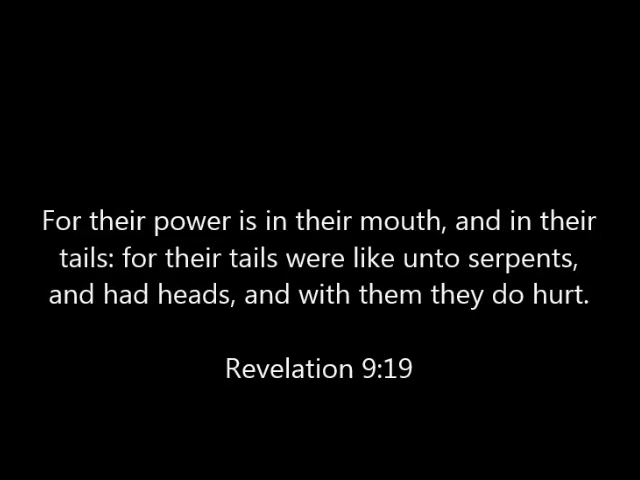 For their power is in their mouth, and in their
tails: for their tails were like unto serpents,
and had heads, and with them they do hurt.
Revelation 9:19